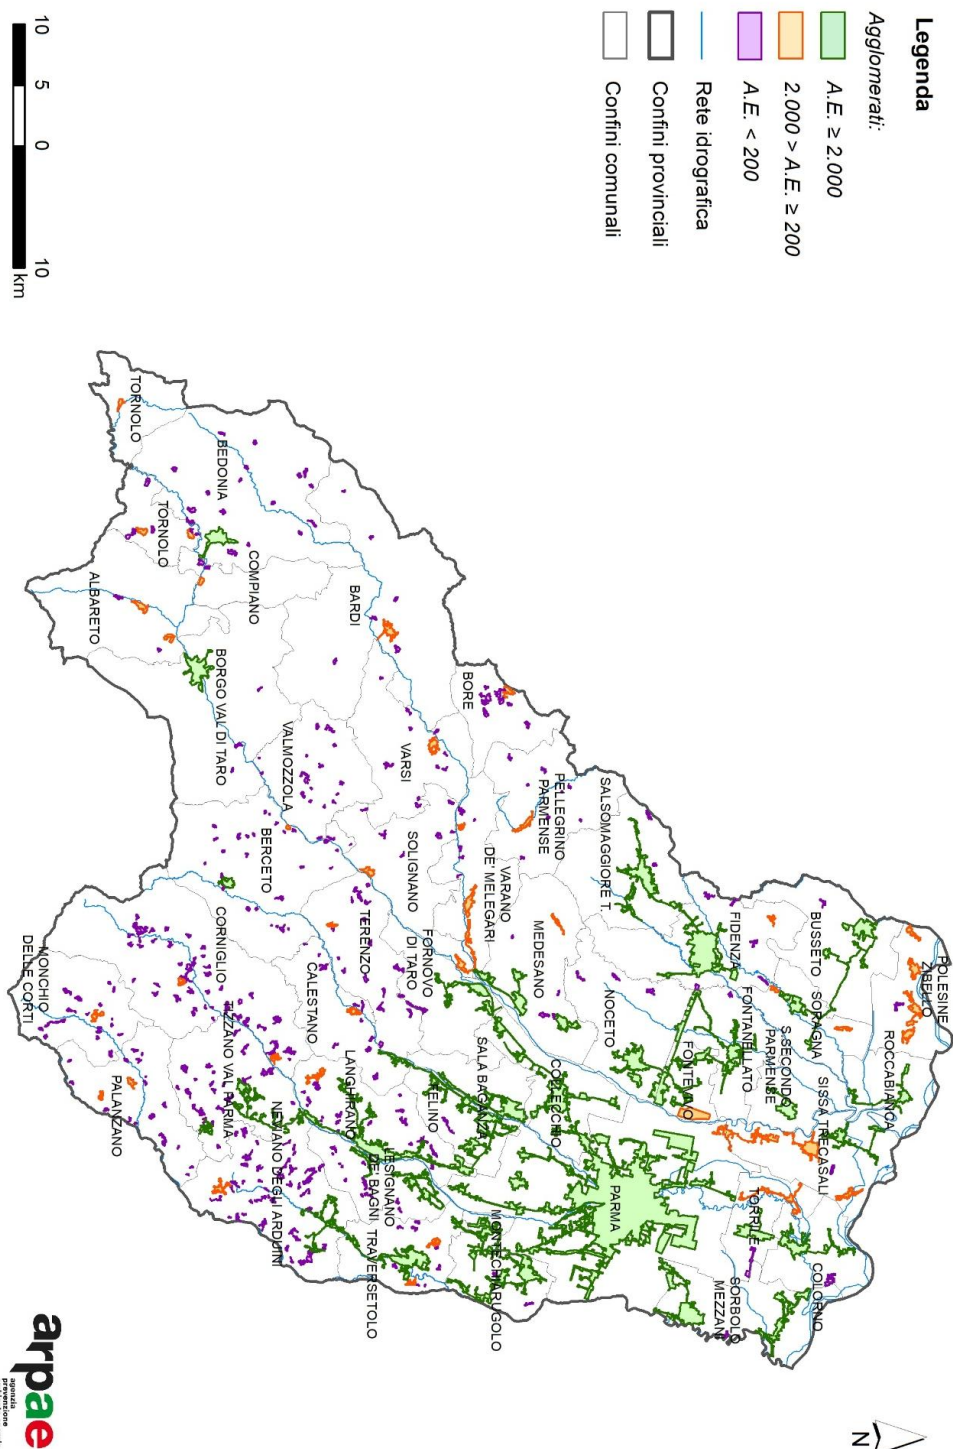 Legenda
Agglomerati:
A.E. ≥ 2.000
2.000 > A.E. ≥ 200
A.E. < 200
Rete idrografica
Confini provinciali
Confini comunali
10 5 0 10
km
POLESINE
ZIBELLO
ROCCABIANCA
BUSSETO
SORAGNA
SISSA TRECASALI
COLORNO
S.SECONDO
PARMENSE
FIDENZA
FONTANELLATO
TORRILE
SORBOLO
MEZZANI
FONTEVIVO
SALSOMAGGIORE T.
NOCETO
PARMA
PELLEGRINO
PARMENSE
MEDESANO
COLLECCHIO
VARANO
DE' MELEGARI
SALA BAGANZA
MONTECHIARUGOLO
BORE
FORNOVO
DI TARO
FELINO
SOLIGNANO
VARSI
LESIGNANO
DE' BAGNI
TRAVERSETOLO
TERENZO
LANGHIRANO
BARDI
CALESTANO
VALMOZZOLA
NEVIANO DEGLI ARDUINI
BERCETO
COMPIANO
TIZZANO VAL PARMA
CORNIGLIO
BORGO VAL DI TARO
BEDONIA
TORNOLO
TORNOLO
PALANZANO
ALBARETO
MONCHIO
DELLE CORTI
N
arpae
agenzia
prevenzione